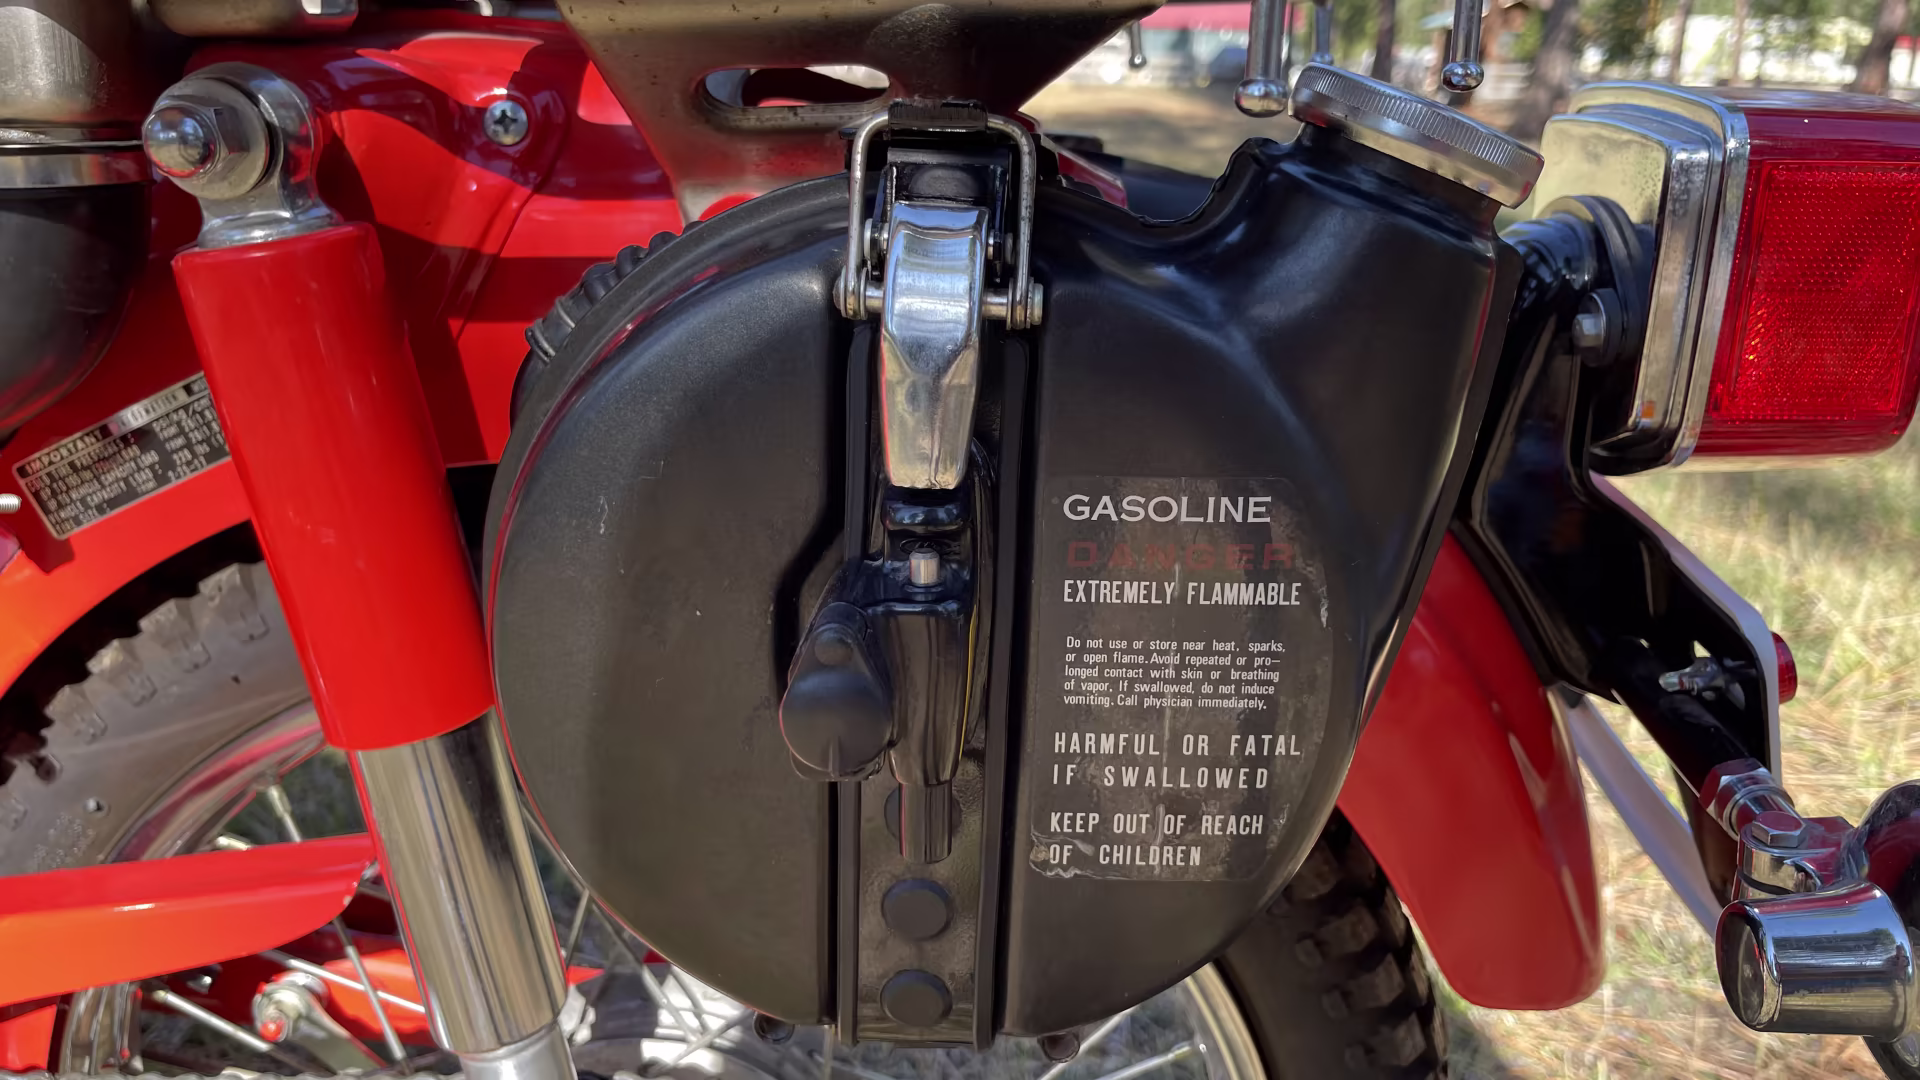 IMPORTANT
GASOLINE
DANGER
EXTREMELY FLAMMABLE
Do not use or store near heat, sparks,
or open flame. Avoid repeated or pro-
longed contact with skin or breathing
of vapor. If swallowed, do not induce
vomiting. Call physician immediately.
HARMFUL OR FATAL
IF SWALLOWED
KEEP OUT OF REACH
OF CHILDREN